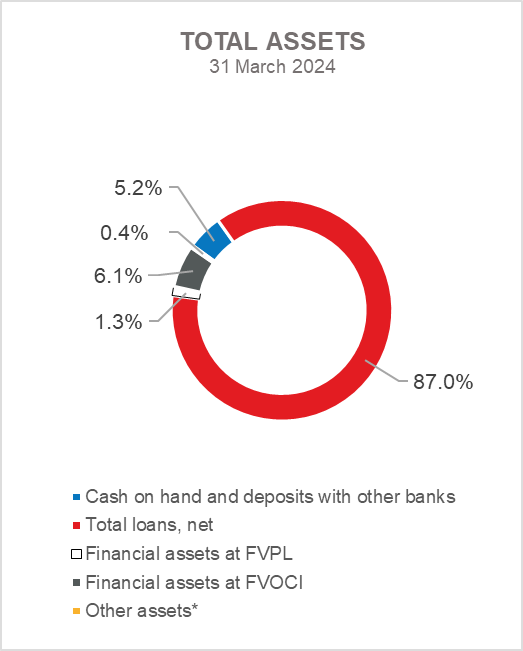 TOTAL ASSETS
31 March 2024
5.2%
0.4%
6.1%
1.3%
87.0%
Cash on hand and deposits with other banks
Total loans, net
Financial assets at FVPL
Financial assets at FVOCI
Other assets*